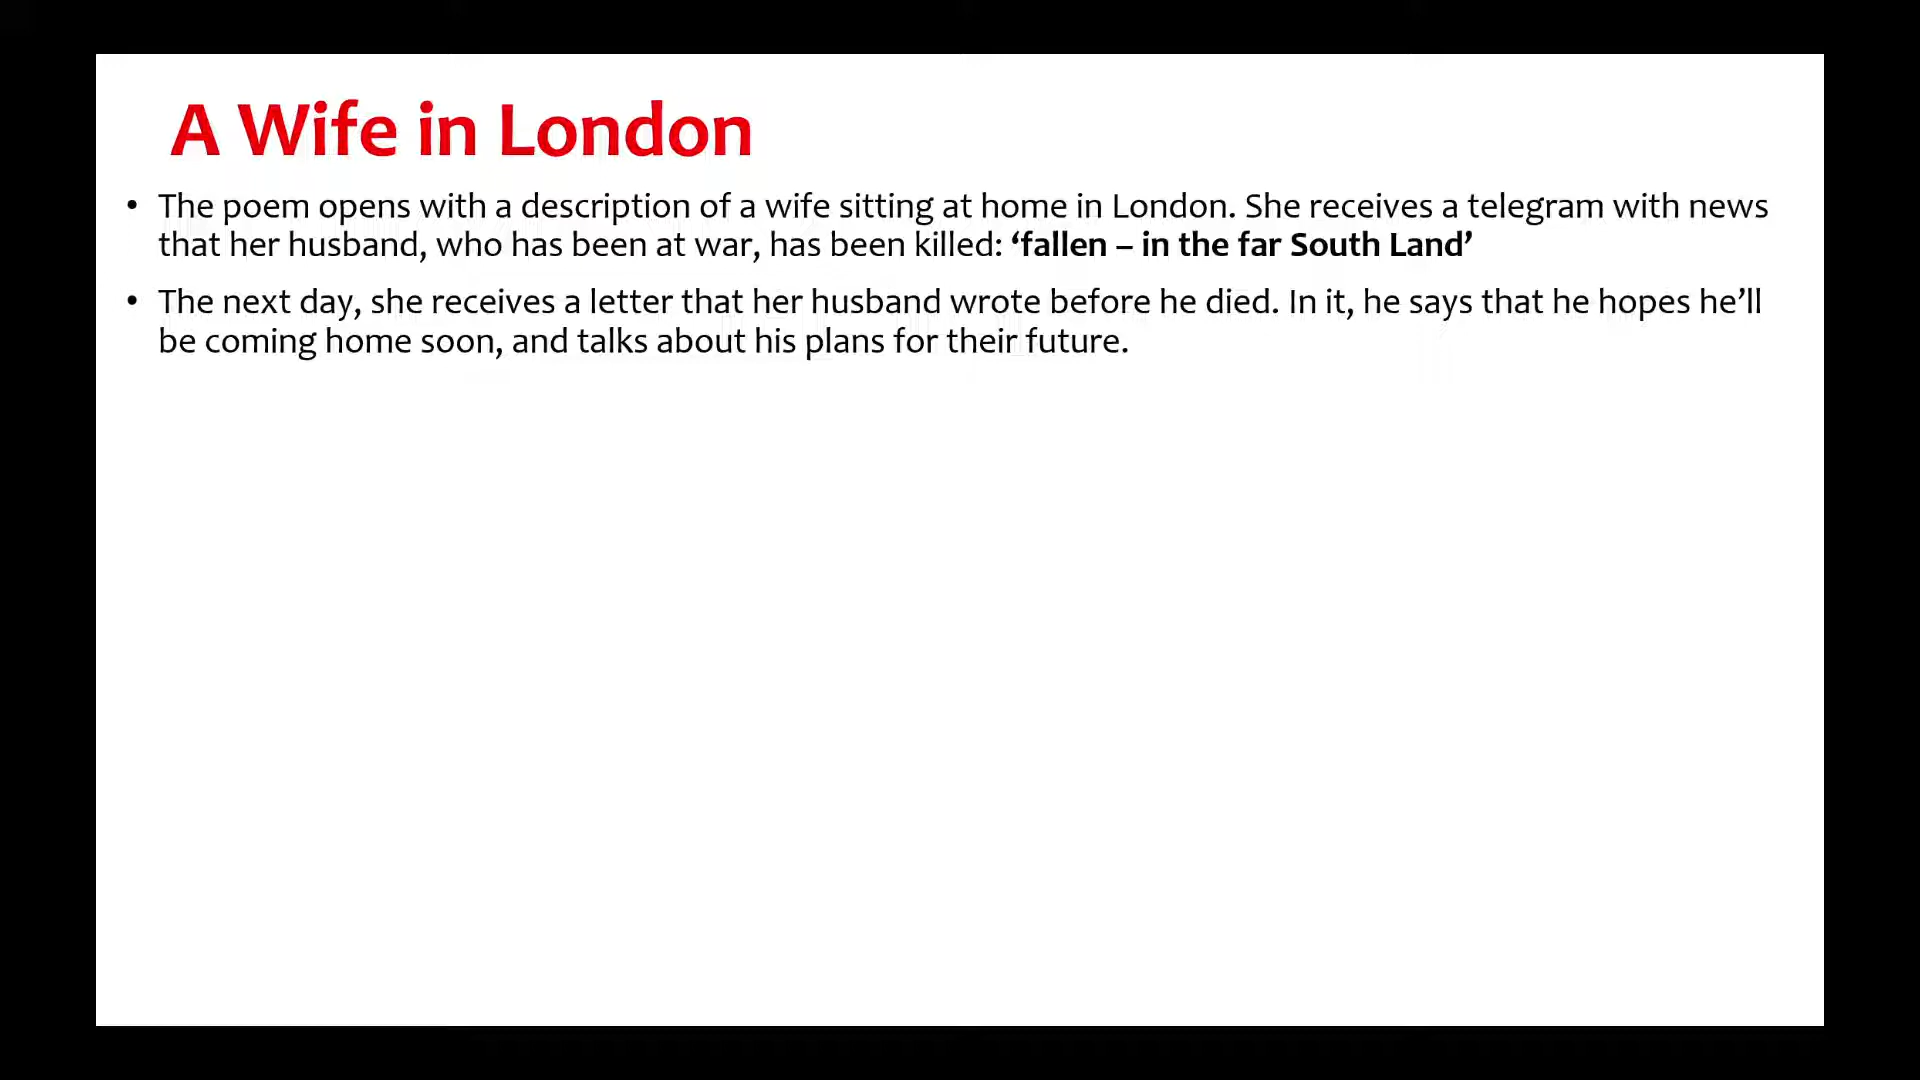 A Wife in London
• The poem opens with a description of a wife sitting at home in London. She receives a telegram with news
that her husband, who has been at war, has been killed: ‘fallen – in the far South Land’
• The next day, she receives a letter that her husband wrote before he died. In it, he says that he hopes he’ll
be coming home soon, and talks about his plans for their future.